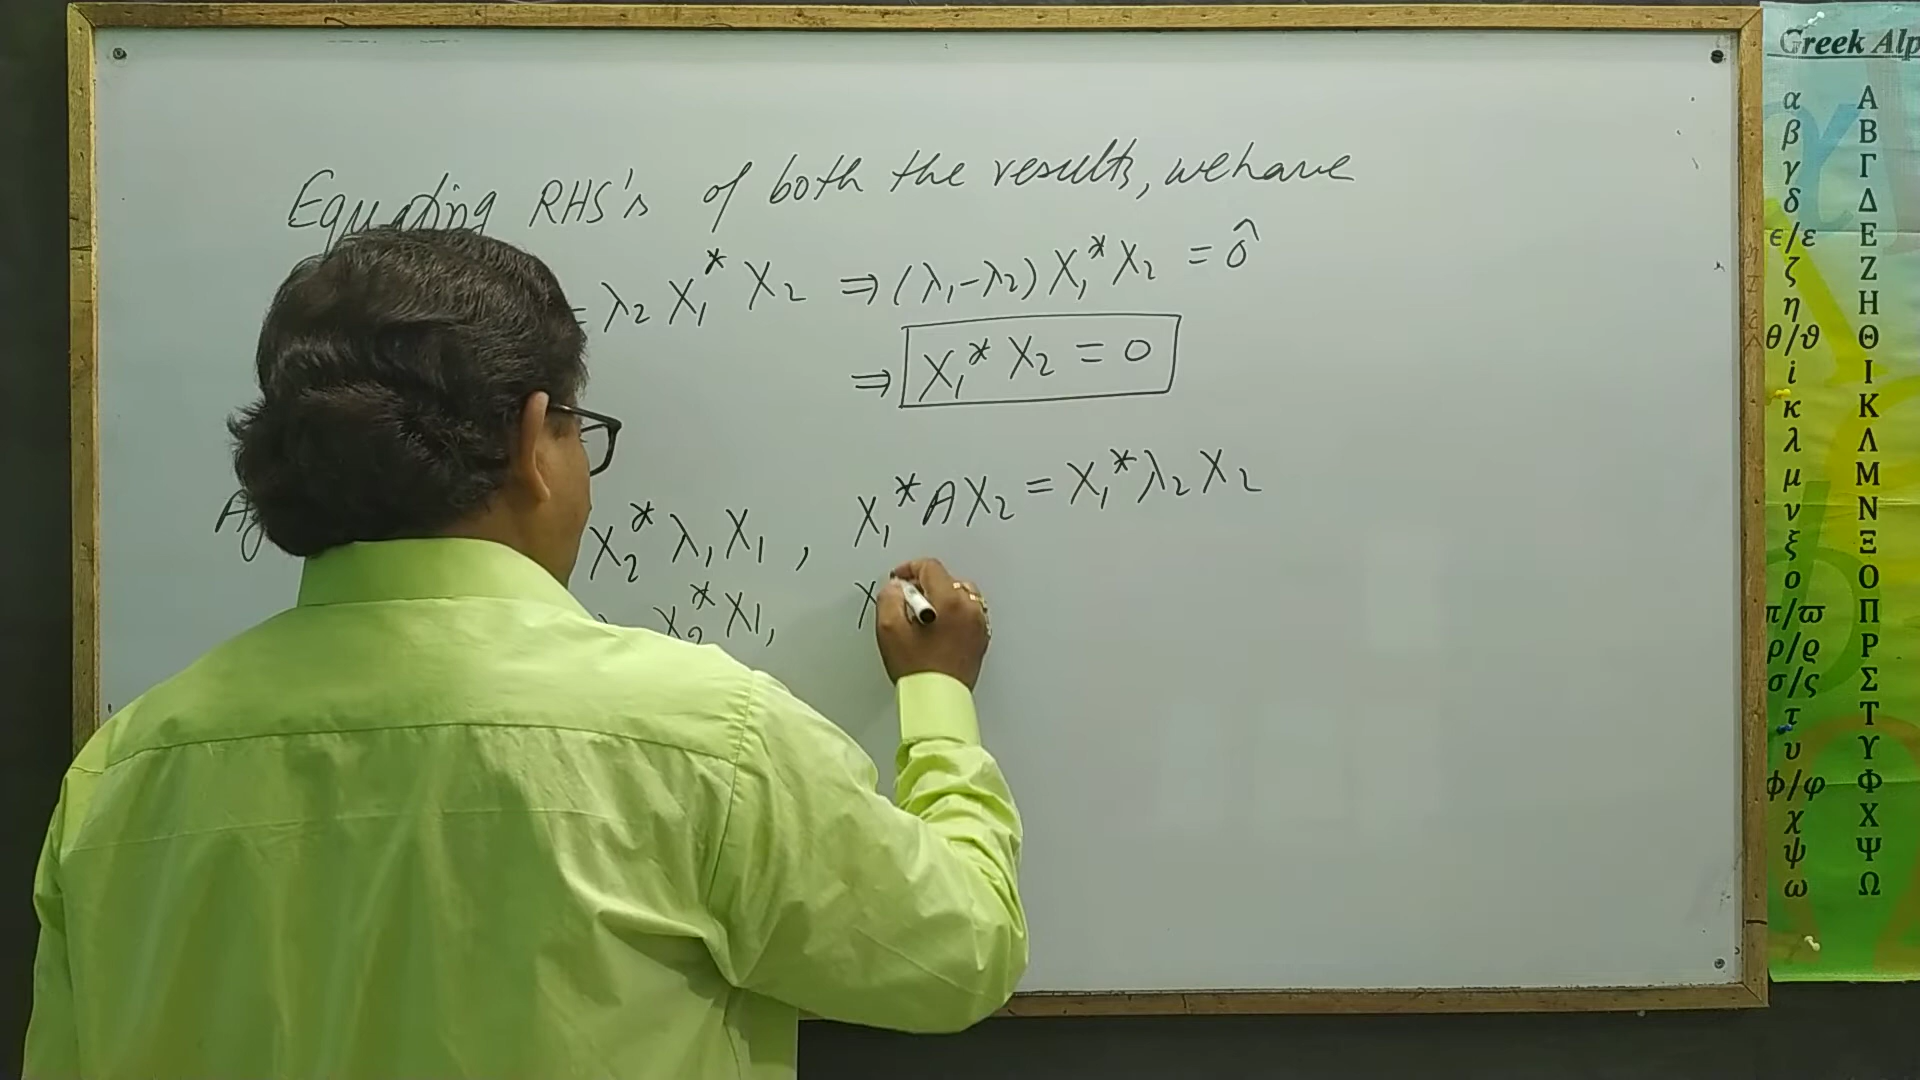 Equating RHS's of both the results, we have
= λ₂ X₁* X₂ ⇒ (λ₁-λ₂) X₁* X₂ = ô
⇒ X₁* X₂ = 0
X₂* λ₁ X₁ , X₁* A X₂ = X₁* λ₂ X₂
X₂* X₁, X
Greek Alp
α Α
β Β
γ Γ
δ Δ
ϵ/ε Ε
ζ Ζ
η Η
θ/ϑ Θ
i Ι
κ Κ
λ Λ
μ Μ
ν Ν
ξ Ξ
ο Ο
π/ϖ Π
ρ/ϱ Ρ
σ/ς Σ
τ Τ
υ ϒ
ϕ/φ Φ
χ Χ
ψ Ψ
ω Ω